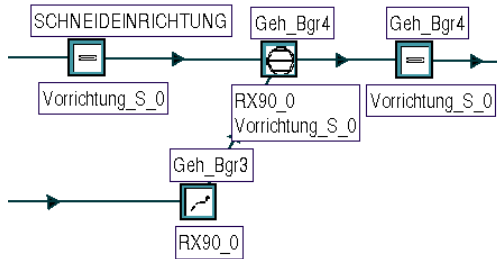 SCHNEIDEINRICHTUNG
Geh_Bgr4
Geh_Bgr4
Vorrichtung_S_0
RX90_0
Vorrichtung_S_0
Vorrichtung_S_0
Geh_Bgr3
RX90_0